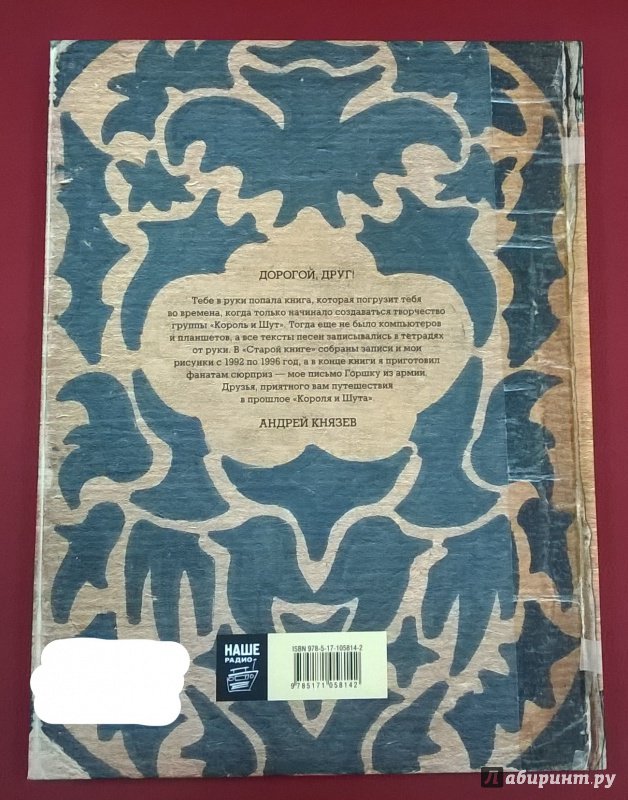 ДОРОГОЙ, ДРУГ!
Тебе в руки попала книга, которая погрузит тебя
во времена, когда только начинало создаваться творчество
группы «Король и Шут». Тогда еще не было компьютеров
и планшетов, а все тексты песен записывались в тетрадях
от руки. В «Старой книге» собраны записи и мои
рисунки с 1992 по 1996 год, а в конце книги я приготовил
фанатам сюрприз — мое письмо Горшку из армии.
Друзья, приятного вам путешествия
в прошлое «Короля и Шута»
АНДРЕЙ КНЯЗЕВ
НАШЕ
РАДИО
ISBN 978-5-17-105814-2
9785171058142
Лабиринт.ру